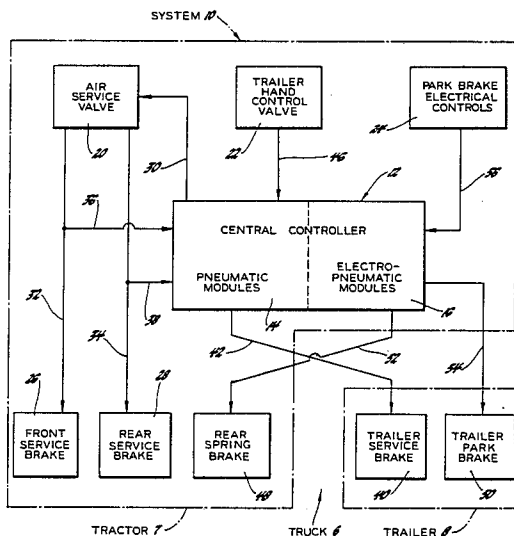 SYSTEM 10
AIR
SERVICE
VALVE
20
TRAILER
HAND
CONTROL
VALVE
22
PARK BRAKE
ELECTRICAL
CONTROLS
24
30
46
56
12
36
CENTRAL CONTROLLER
PNEUMATIC
MODULES
ELECTRO-
PNEUMATIC
MODULES
38
14
16
32
34
42
52
54
26
FRONT
SERVICE
BRAKE
28
REAR
SERVICE
BRAKE
REAR
SPRING
BRAKE
48
TRAILER
SERVICE
BRAKE
40
TRAILER
PARK
BRAKE
50
TRACTOR 7
TRUCK 6
TRAILER 8